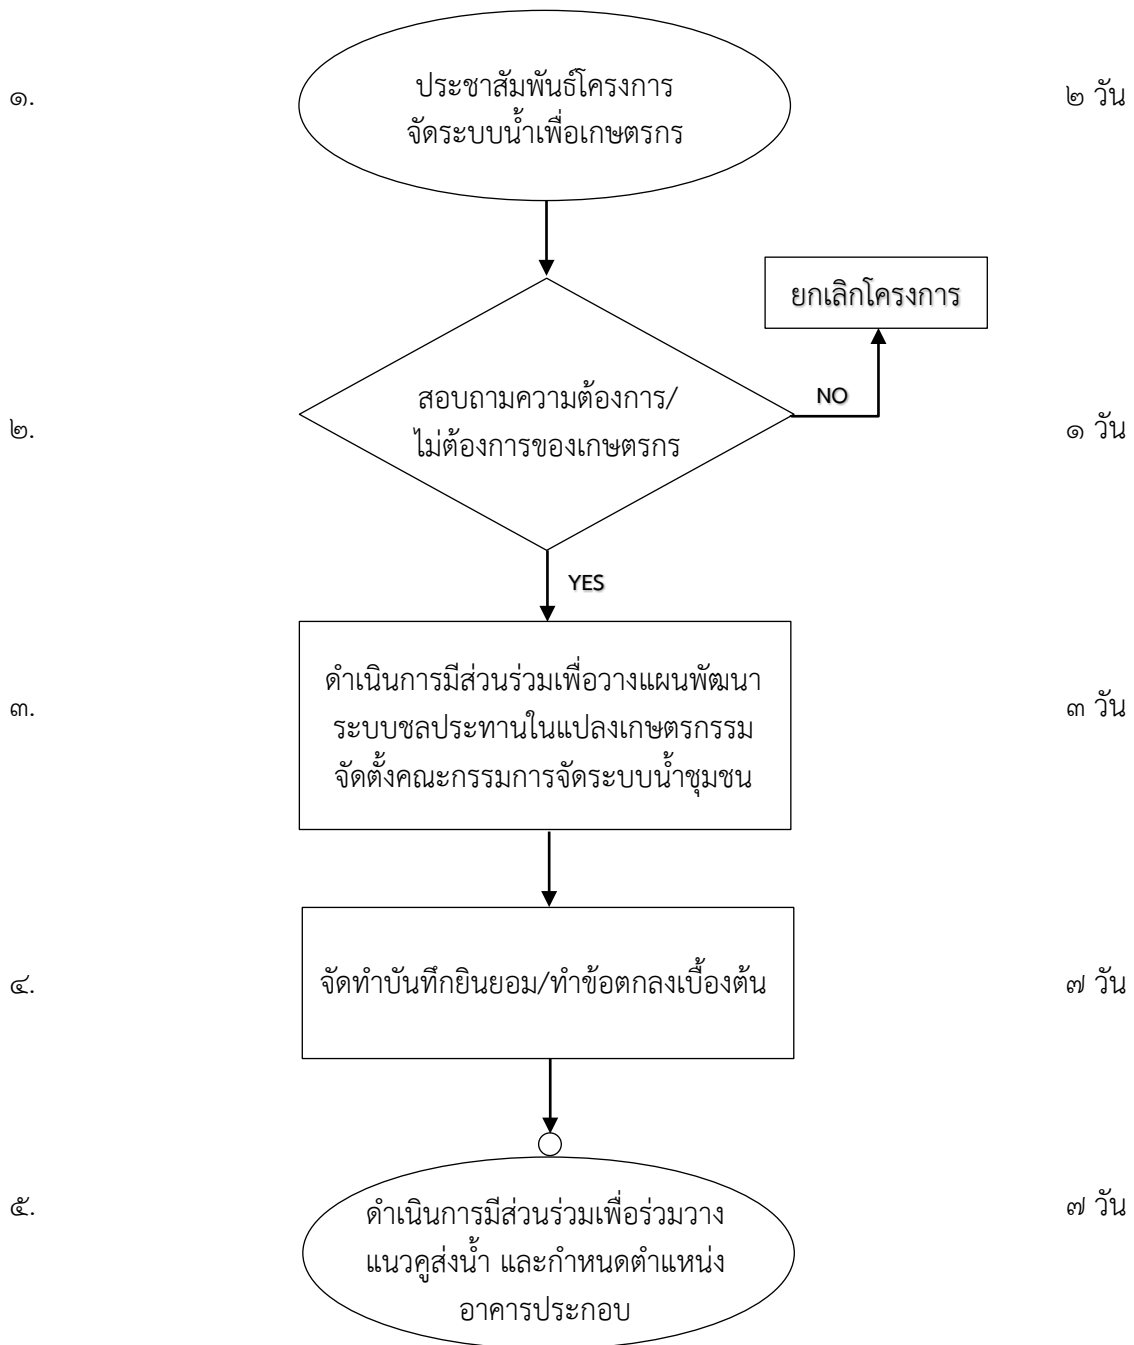 ๑.
ประชาสัมพันธ์โครงการ
จัดระบบน้ำเพื่อเกษตรกร
๒ วัน
ยกเลิกโครงการ
๒.
สอบถามความต้องการ/
ไม่ต้องการของเกษตรกร
NO
๑ วัน
YES
๓.
ดำเนินการมีส่วนร่วมเพื่อวางแผนพัฒนา
ระบบชลประทานในแปลงเกษตรกรรม
จัดตั้งคณะกรรมการจัดระบบน้ำชุมชน
๓ วัน
๔.
จัดทำบันทึกยินยอม/ทำข้อตกลงเบื้องต้น
๗ วัน
๕.
ดำเนินการมีส่วนร่วมเพื่อร่วมวาง
แนวคูส่งน้ำ และกำหนดตำแหน่ง
อาคารประกอบ
๗ วัน